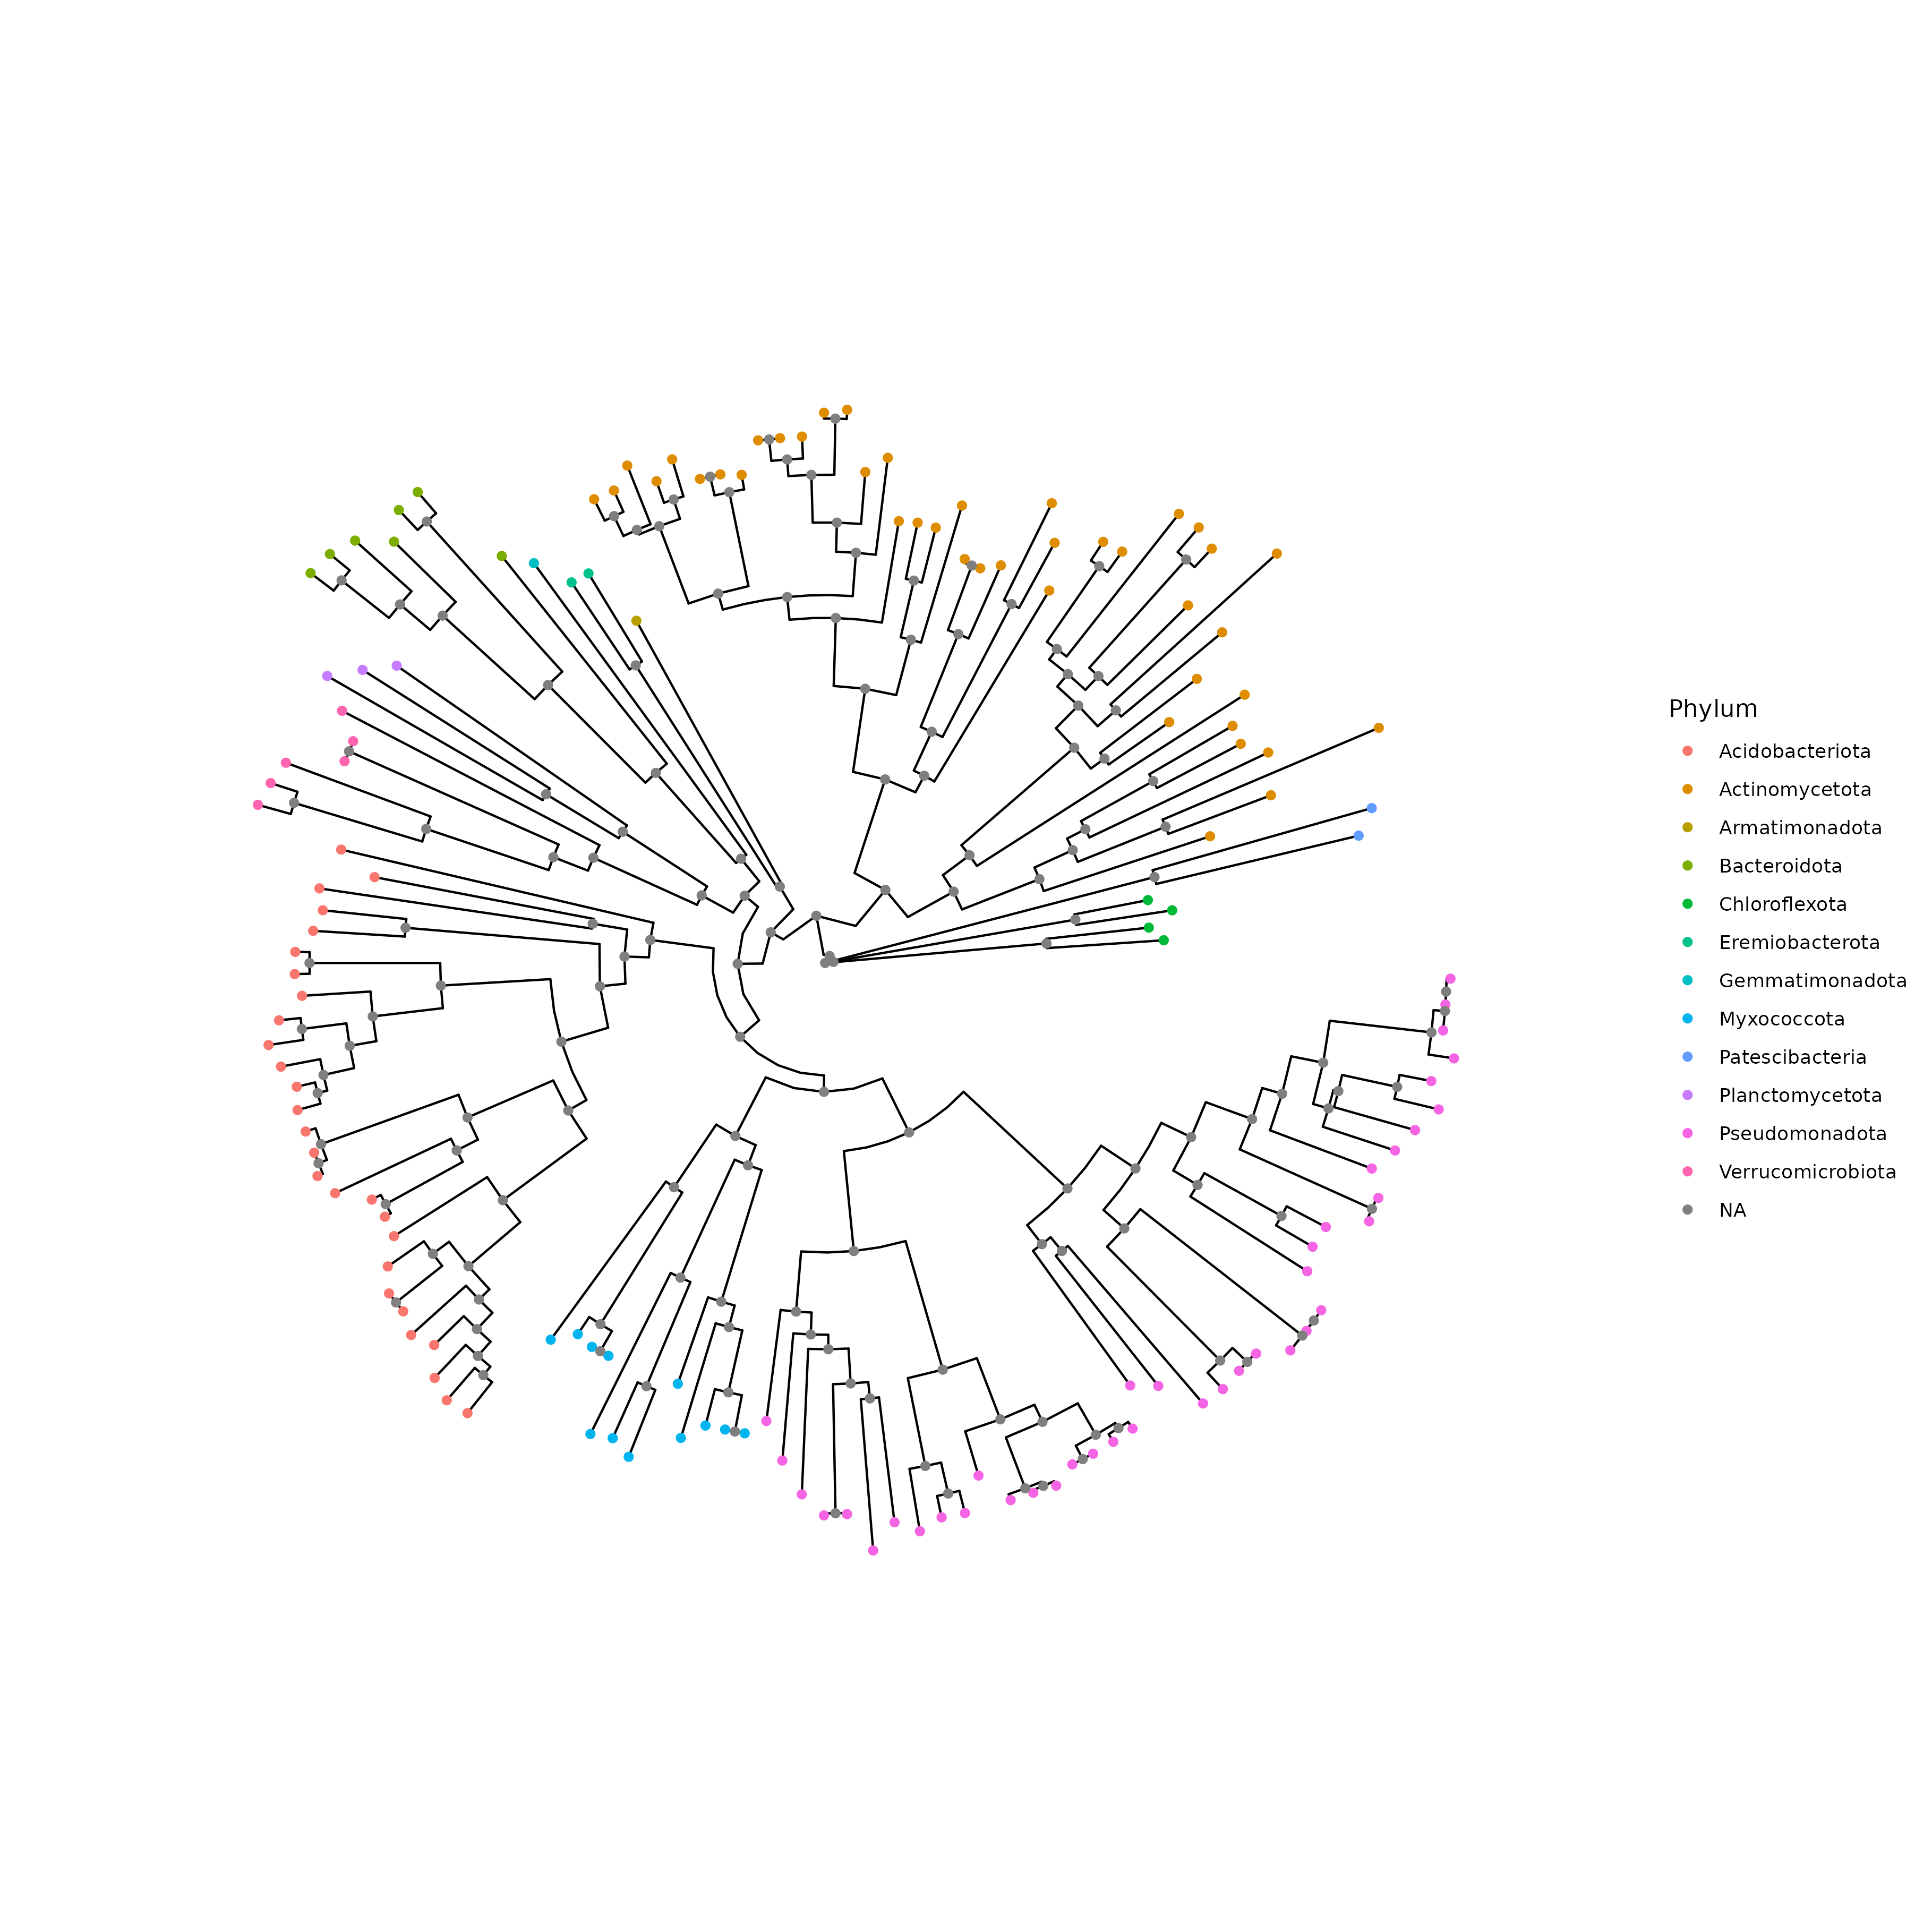 Phylum
Acidobacteriota
Actinomycetota
Armatimonadota
Bacteroidota
Chloroflexota
Eremiobacterota
Gemmatimonadota
Myxococcota
Patescibacteria
Planctomycetota
Pseudomonadota
Verrucomicrobiota
NA